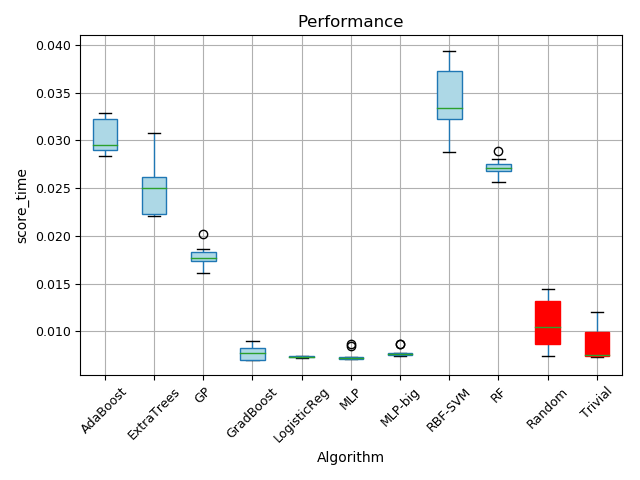 Performance
score_time
0.040
0.035
0.030
0.025
0.020
0.015
0.010
AdaBoost
ExtraTrees
GP
GradBoost
LogisticReg
MLP
MLP-big
RBF-SVM
RF
Random
Trivial
Algorithm